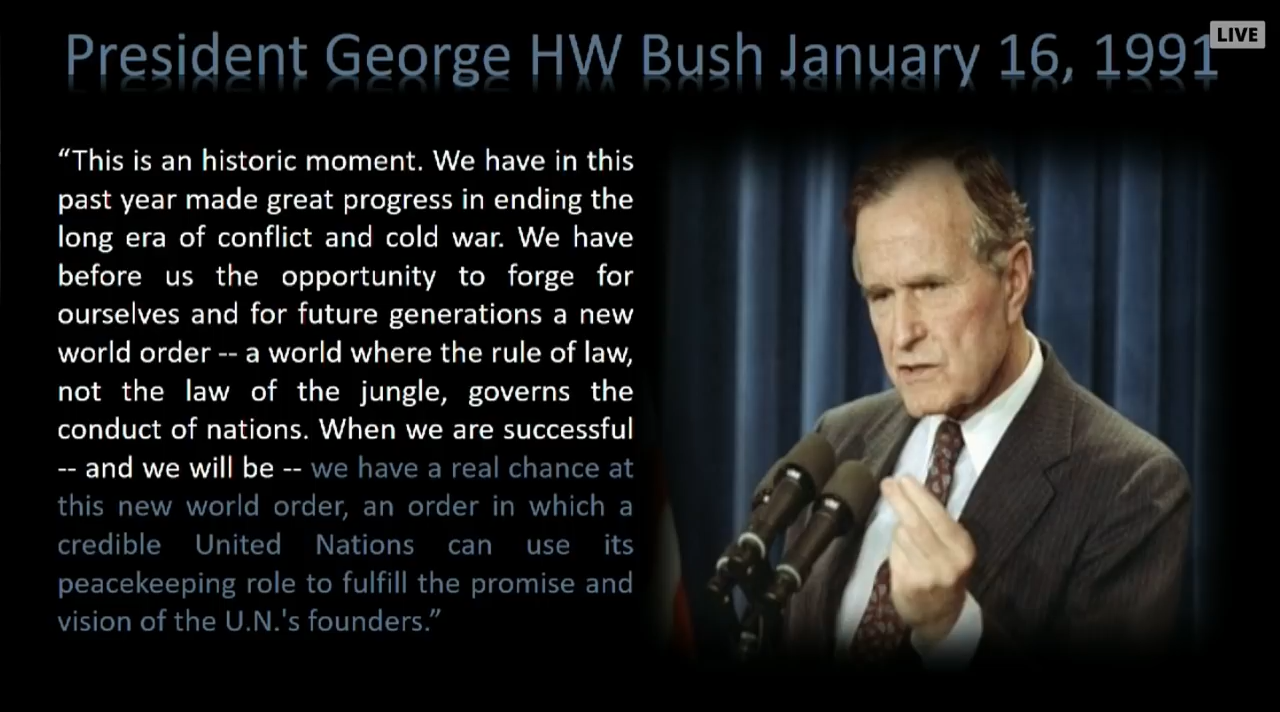 President George HW Bush January 16, 1991
LIVE
“This is an historic moment. We have in this
past year made great progress in ending the
long era of conflict and cold war. We have
before us the opportunity to forge for
ourselves and for future generations a new
world order -- a world where the rule of law,
not the law of the jungle, governs the
conduct of nations. When we are successful
-- and we will be -- we have a real chance at
this new world order, an order in which a
credible United Nations can use its
peacekeeping role to fulfill the promise and
vision of the U.N.'s founders.”